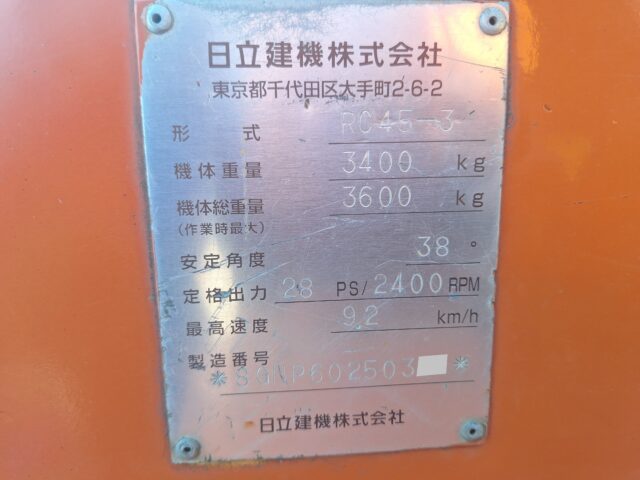 日立建機株式会社
東京都千代田区大手町2-6-2
形 式 RC45-3
機体重量 3400 kg
機体総重量 3600 kg
(作業時最大)
安定角度 38 °
定格出力 28 PS/2400RPM
最高速度 9.2 km/h
製造番号
*SGNP602503 *
日立建機株式会社